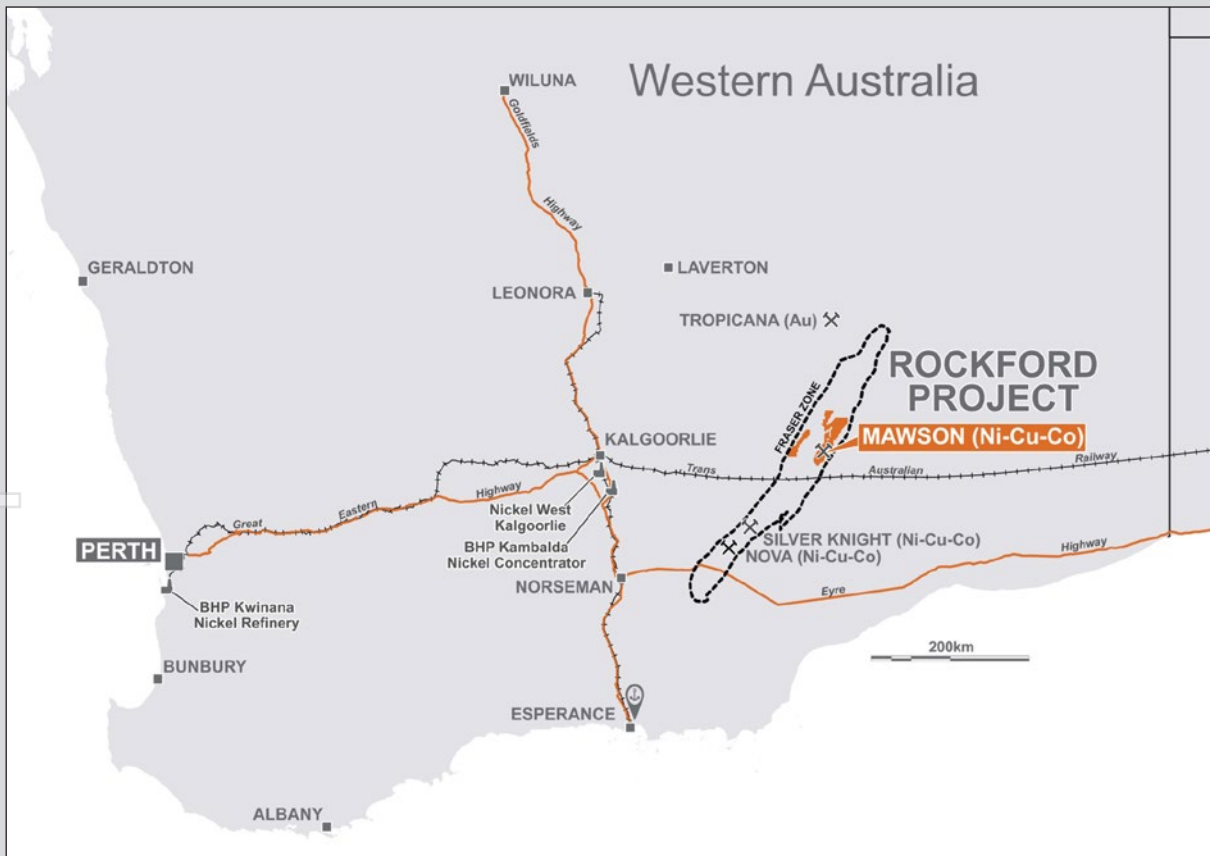 WILUNA
Western Australia
Goldfields
Highway
GERALDTON
LAVERTON
LEONORA
TROPICANA (Au)
ROCKFORD
PROJECT
FRASER ZONE
MAWSON (Ni-Cu-Co)
KALGOORLIE
Trans
Australian
Railway
Great
Eastern
Highway
Nickel West
Kalgoorlie
BHP Kambalda
Nickel Concentrator
SILVER KNIGHT (Ni-Cu-Co)
NOVA (Ni-Cu-Co)
PERTH
Highway
Eyre
NORSEMAN
BHP Kwinana
Nickel Refinery
200km
BUNBURY
ESPERANCE
ALBANY